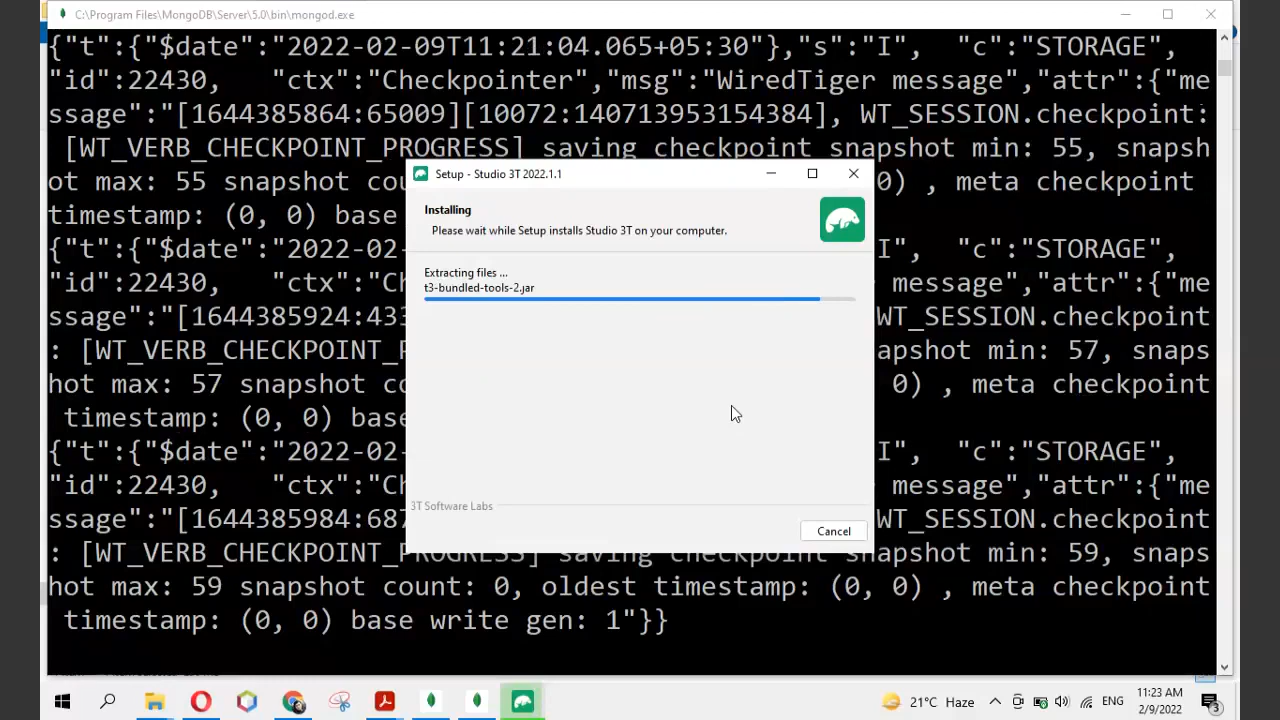 C:\Program Files\MongoDB\Server\5.0\bin\mongod.exe
{"t":{"$date":"2022-02-09T11:21:04.065+05:30"},"s":"I", "c":"STORAGE",
"id":22430, "ctx":"Checkpointer","msg":"WiredTiger message","attr":{"me
ssage":"[1644385864:65009][10072:140713953154384], WT_SESSION.checkpoint:
[WT_VERB_CHECKPOINT_PROGRESS] saving checkpoint snapshot min: 55, snapsh
ot max: 55 snapshot cou 0) , meta checkpoint
timestamp: (0, 0) base
{"t":{"$date":"2022-02- I", "c":"STORAGE",
"id":22430, "ctx":"Ch message","attr":{"me
ssage":"[1644385924:433 WT_SESSION.checkpoint
: [WT_VERB_CHECKPOINT_P apshot min: 57, snaps
hot max: 57 snapshot co 0) , meta checkpoint
timestamp: (0, 0) base
{"t":{"$date":"2022-02- I", "c":"STORAGE",
"id":22430, "ctx":"Ch message","attr":{"me
ssage":"[1644385984:687 WT_SESSION.checkpoint
: [WT_VERB_CHECKPOINT_PROGRESS] saving checkpoint snapshot min: 59, snaps
hot max: 59 snapshot count: 0, oldest timestamp: (0, 0) , meta checkpoint
timestamp: (0, 0) base write gen: 1"}}
Setup - Studio 3T 2022.1.1
Installing
Please wait while Setup installs Studio 3T on your computer.
Extracting files ...
t3-bundled-tools-2.jar
3T Software Labs
Cancel
21°C Haze
ENG
11:23 AM
2/9/2022
3